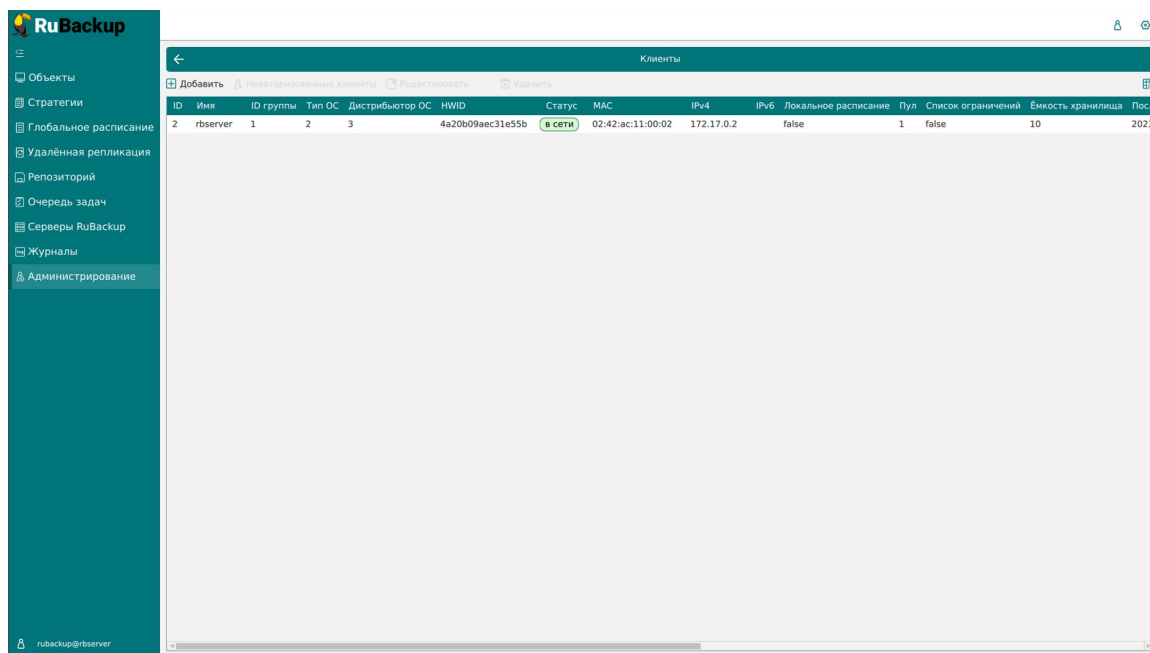 RuBackup
Объекты
Стратегии
Глобальное расписание
Удалённая репликация
Репозиторий
Очередь задач
Серверы RuBackup
Журналы
Администрирование
rubackup@rbserver
Клиенты
Добавить Неавторизованные клиенты Редактировать Удалить
ID Имя ID группы Тип ОС Дистрибьютор ОС HWID Статус MAC IPv4 IPv6 Локальное расписание Пул Список ограничений Ёмкость хранилища Пос
2 rbserver 1 2 3 4a20b09aec31e55b в сети 02:42:ac:11:00:02 172.17.0.2 false 1 false 10 202